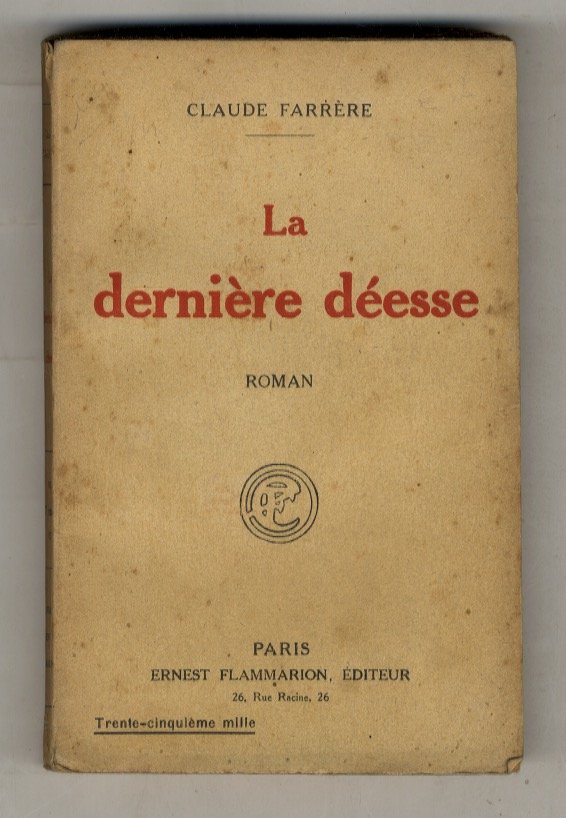 CLAUDE FARRÈRE
La
dernière déesse
ROMAN
PARIS
ERNEST FLAMMARION, ÉDITEUR
26, Rue Racine, 26
Trente-cinquième mille